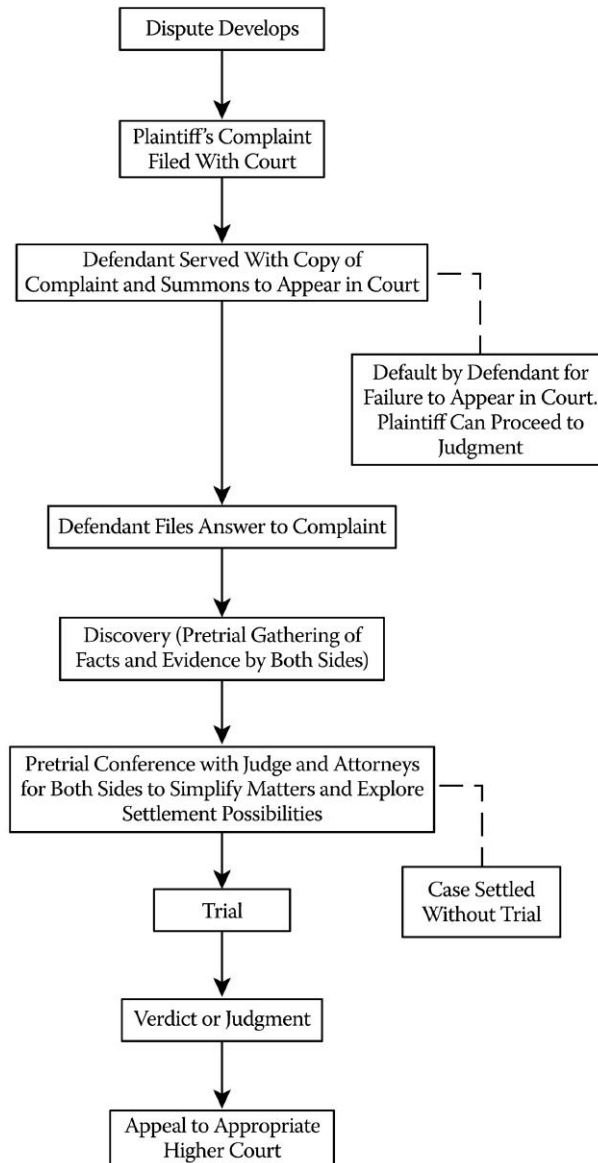 Dispute Develops
Plaintiff's Complaint
Filed With Court
Defendant Served With Copy of
Complaint and Summons to Appear in Court
Default by Defendant for
Failure to Appear in Court.
Plaintiff Can Proceed to
Judgment
Defendant Files Answer to Complaint
Discovery (Pretrial Gathering of
Facts and Evidence by Both Sides)
Pretrial Conference with Judge and Attorneys
for Both Sides to Simplify Matters and Explore
Settlement Possibilities
Case Settled
Without Trial
Trial
Verdict or Judgment
Appeal to Appropriate
Higher Court